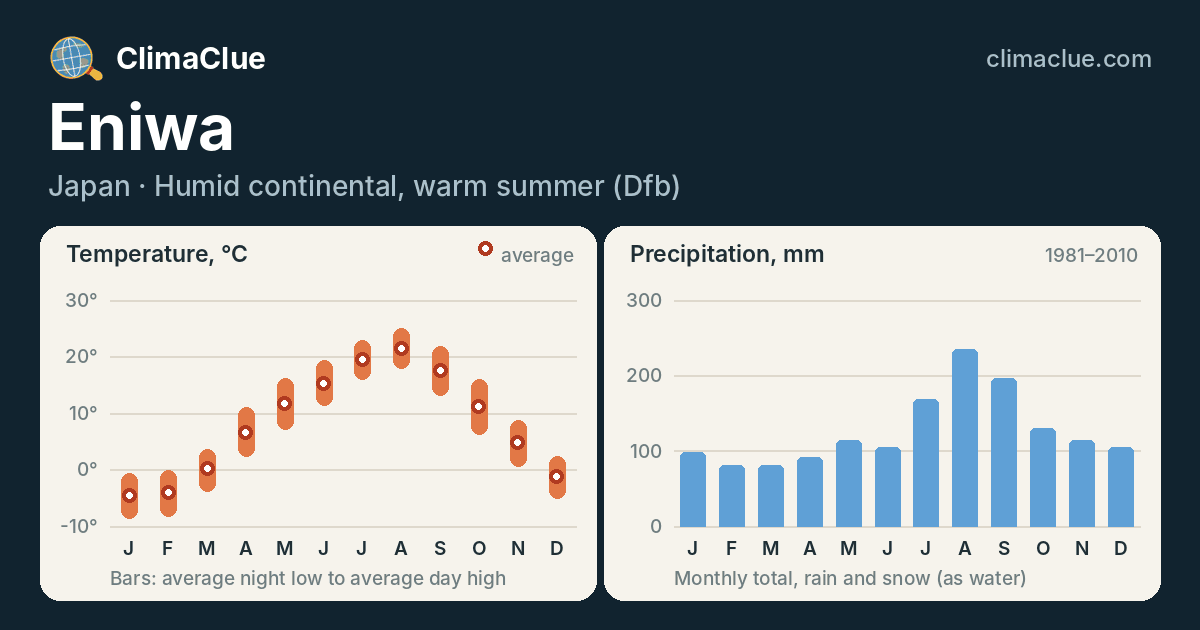 ClimaClue
climaclue.com
Eniwa
Japan · Humid continental, warm summer (Dfb)
Temperature, °C
average
30°
20°
10°
0°
-10°
J F M A M J J A S O N D
Bars: average night low to average day high
Precipitation, mm
1981–2010
300
200
100
0
J F M A M J J A S O N D
Monthly total, rain and snow (as water)